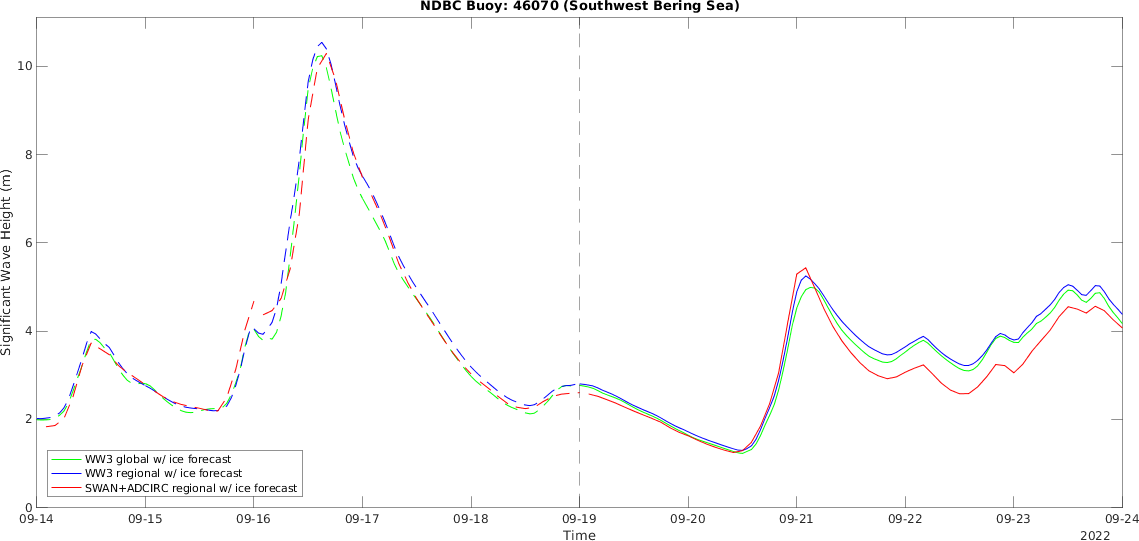 NDBC Buoy: 46070 (Southwest Bering Sea)
Significant Wave Height (m)
10
8
6
4
2
0
WW3 global w/ ice forecast
WW3 regional w/ ice forecast
SWAN+ADCIRC regional w/ ice forecast
09-14 09-15 09-16 09-17 09-18 09-19 09-20 09-21 09-22 09-23 09-24
Time
2022